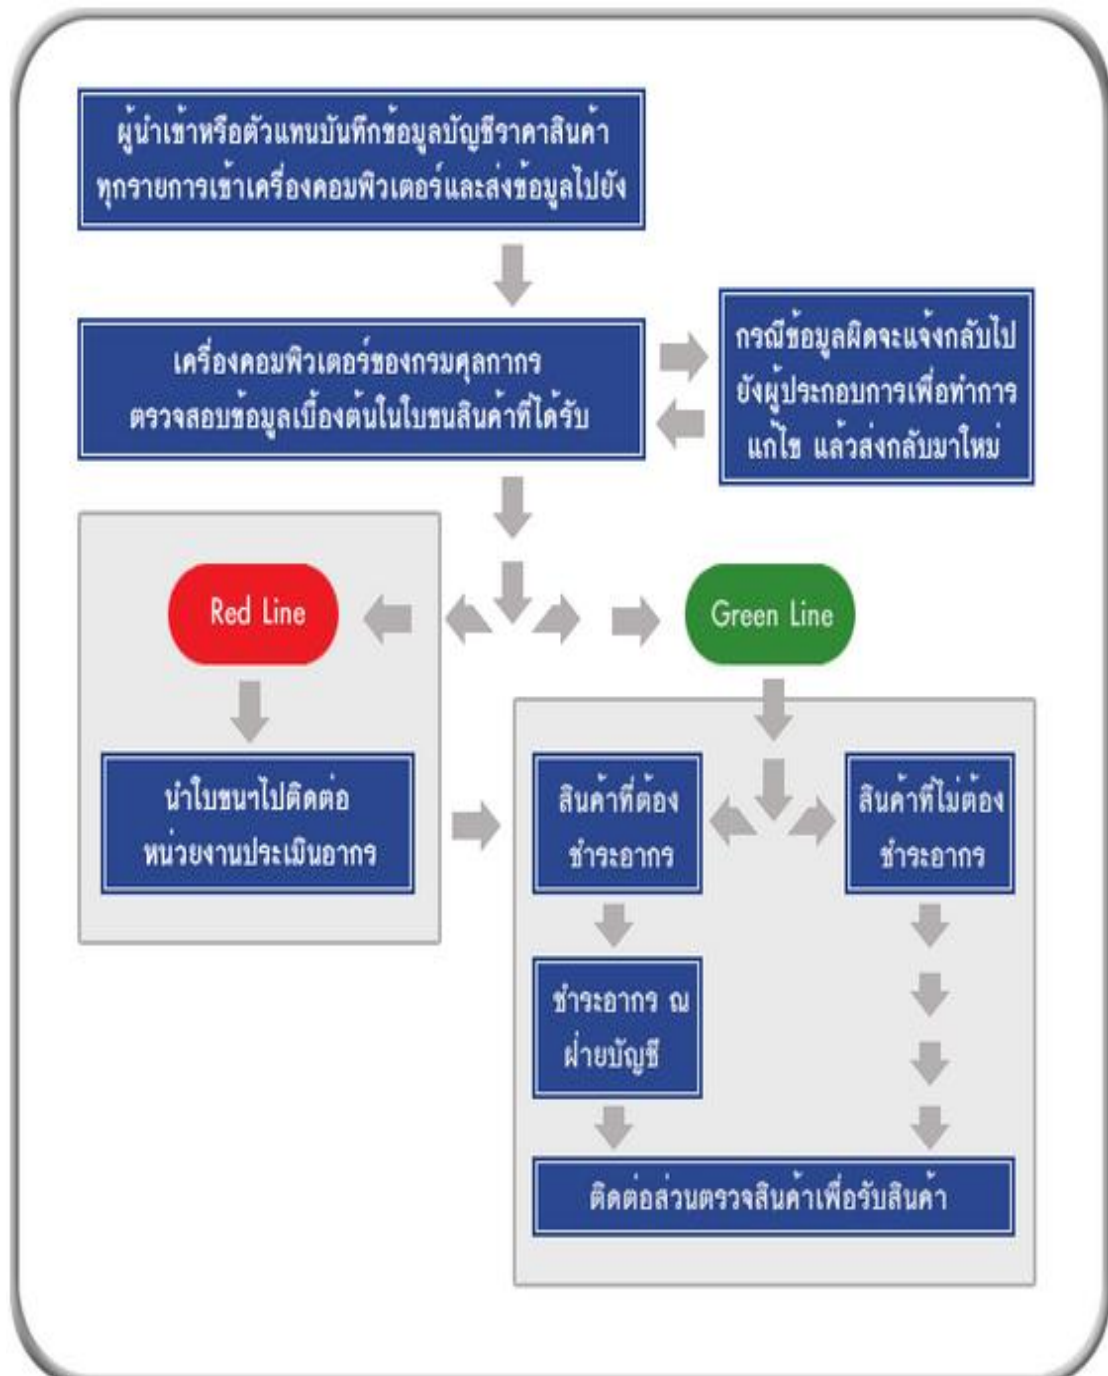 ผู้นำเข้าหรือตัวแทนบันทึกข้อมูลบัญชีราคาสินค้า
ทุกรายการเข้าเครื่องคอมพิวเตอร์และส่งข้อมูลไปยัง
เครื่องคอมพิวเตอร์ของกรมศุลกากร
ตรวจสอบข้อมูลเบื้องต้นในใบขนสินค้าที่ได้รับ
กรณีข้อมูลผิดจะแจ้งกลับไป
ยังผู้ประกอบการเพื่อทำการ
แก้ไข แล้วส่งกลับมาใหม่
Red Line
Green Line
นำใบขนฯไปติดต่อ
หน่วยงานประเมินอากร
สินค้าที่ต้อง
ชำระอากร
สินค้าที่ไม่ต้อง
ชำระอากร
ชำระอากร ณ
ฝ่ายบัญชี
ติดต่อส่วนตรวจสินค้าเพื่อรับสินค้า